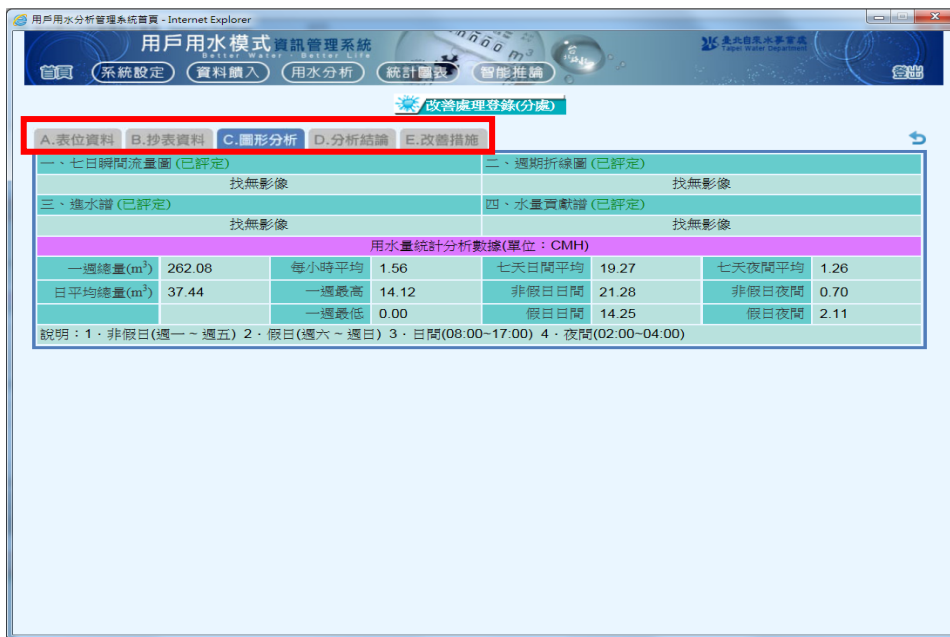 用戶用水分析管理系統首頁 - Internet Explorer
用戶用水模式資訊管理系統
Better Water - Better Life
臺北自來水事業處
Taipei Water Department
首頁 系統設定 資料饋入 用水分析 統計圖表 智能推論 登出
改善處理登錄(分處)
A.表位資料 B.抄表資料 C.圖形分析 D.分析結論 E.改善措施
一、七日瞬間流量圖(已評定) 二、週期折線圖(已評定)
找無影像 找無影像
三、進水譜(已評定) 四、水量貢獻譜(已評定)
找無影像 找無影像
用水量統計分析數據(單位：CMH)
一週總量(m³) 262.08 每小時平均 1.56 七天日間平均 19.27 七天夜間平均 1.26
日平均總量(m³) 37.44 一週最高 14.12 非假日日間 21.28 非假日夜間 0.70
一週最低 0.00 假日日間 14.25 假日夜間 2.11
說明：1．非假日(週一～週五) 2．假日(週六～週日) 3．日間(08:00~17:00) 4．夜間(02:00~04:00)